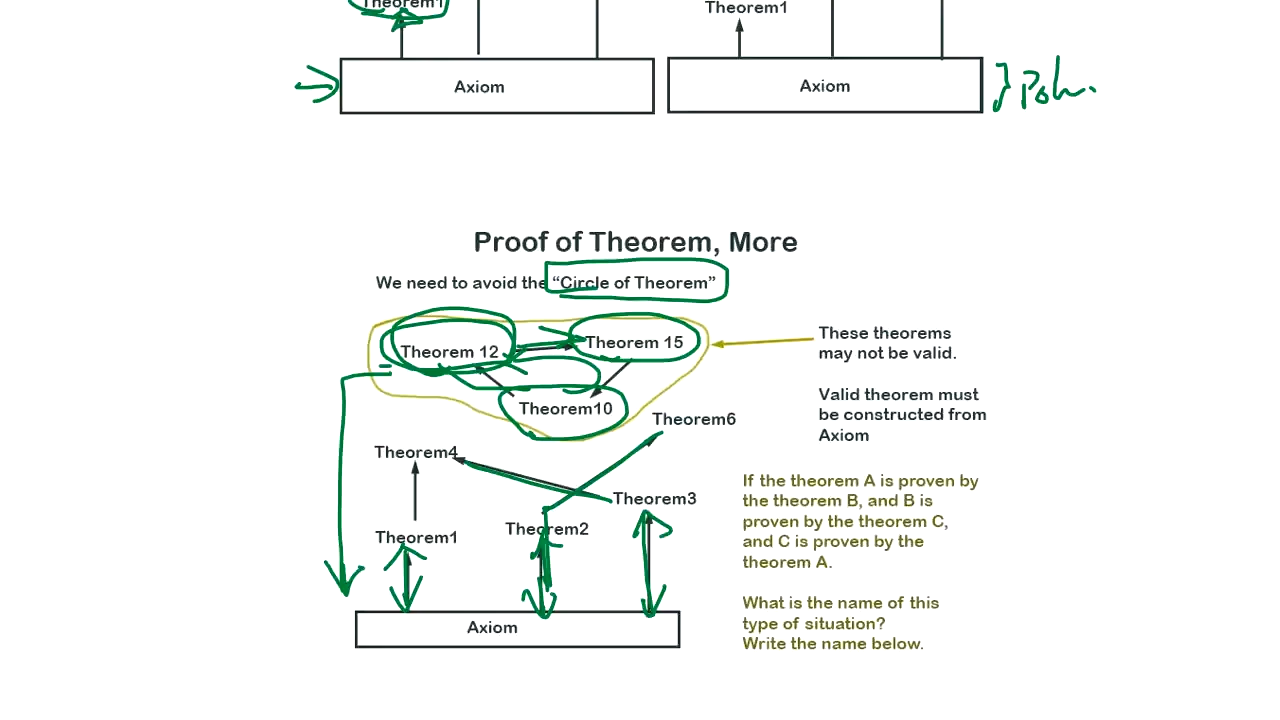 Theorem1
Theorem1
Axiom
Axiom
Proof of Theorem, More
We need to avoid the “Circle of Theorem”
Theorem 12
Theorem 15
Theorem10
These theorems
may not be valid.
Valid theorem must
be constructed from
Axiom
Theorem6
Theorem4
Theorem3
Theorem2
Theorem1
Axiom
If the theorem A is proven by
the theorem B, and B is
proven by the theorem C,
and C is proven by the
theorem A.
What is the name of this
type of situation?
Write the name below.